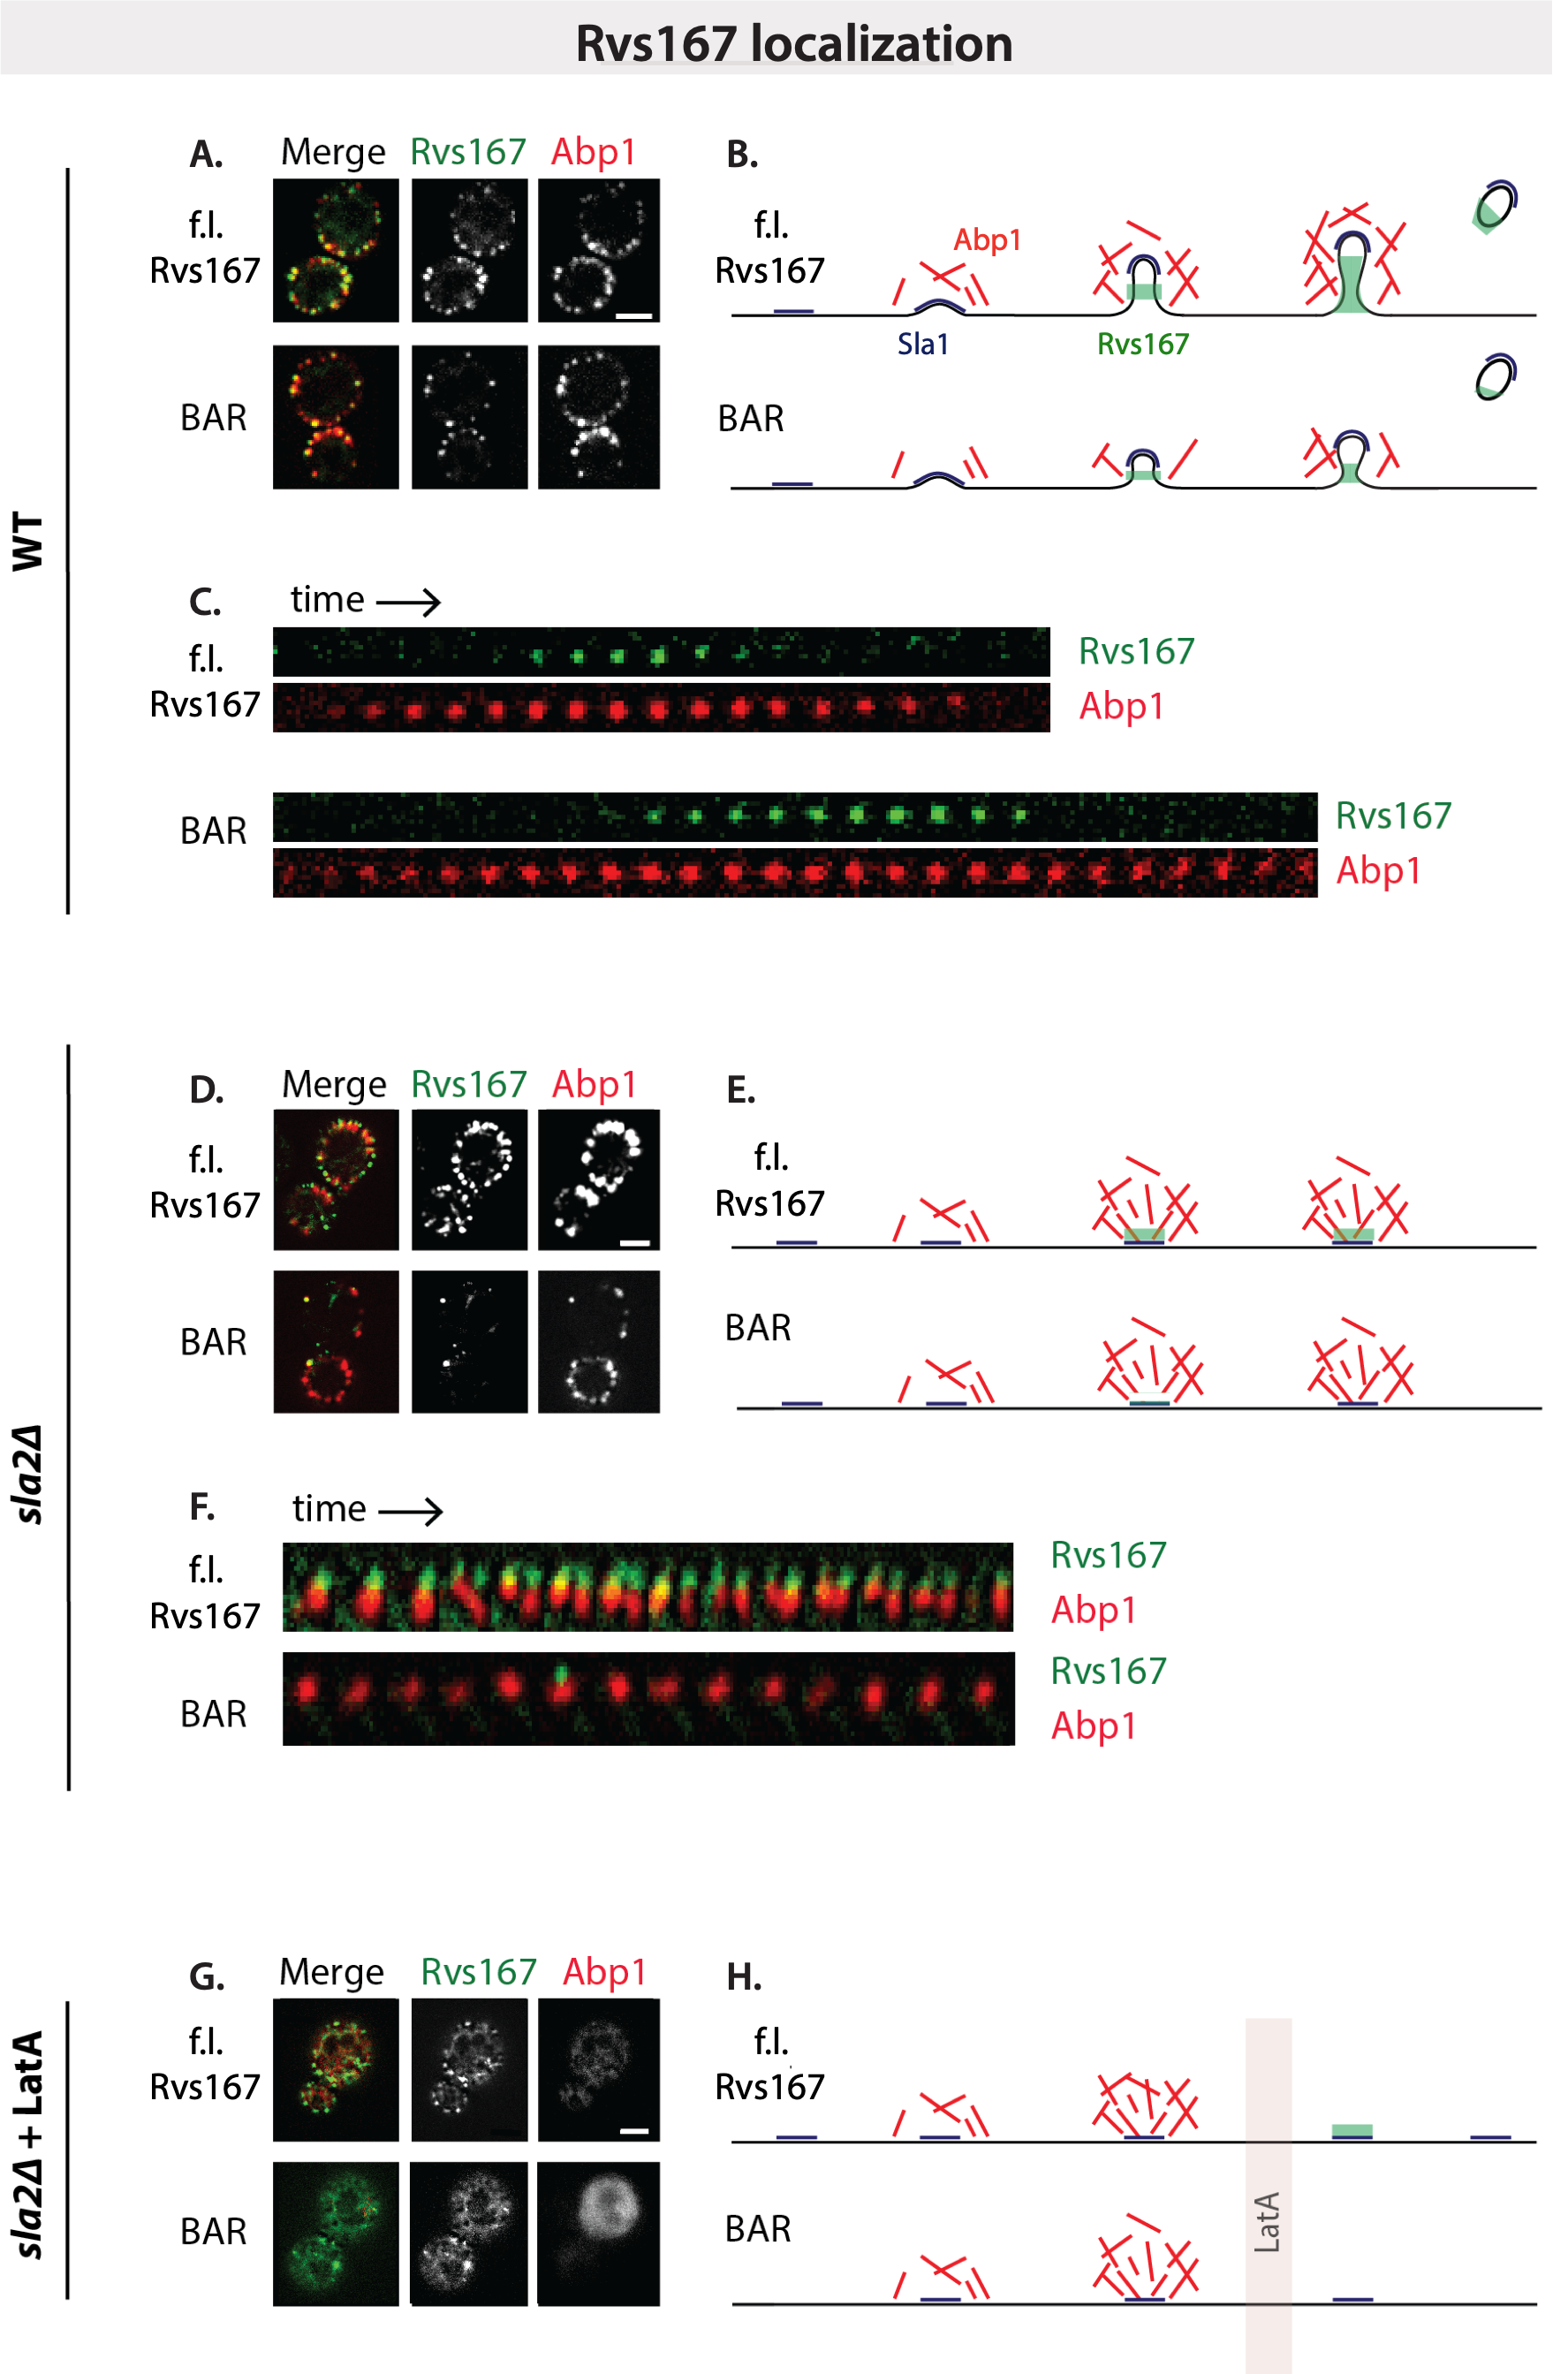 Rvs167 localization
WT
A. Merge Rvs167 Abp1
f.l.
Rvs167
BAR
B.
f.l.
Rvs167
Abp1
Sla1
Rvs167
BAR
C. time
f.l.
Rvs167
Rvs167
Abp1
BAR
Rvs167
Abp1
sla2Δ
D. Merge Rvs167 Abp1
f.l.
Rvs167
BAR
E.
f.l.
Rvs167
BAR
F. time
f.l.
Rvs167
Rvs167
Abp1
BAR
Rvs167
Abp1
sla2Δ + LatA
G. Merge Rvs167 Abp1
f.l.
Rvs167
BAR
H.
f.l.
Rvs167
BAR
LatA